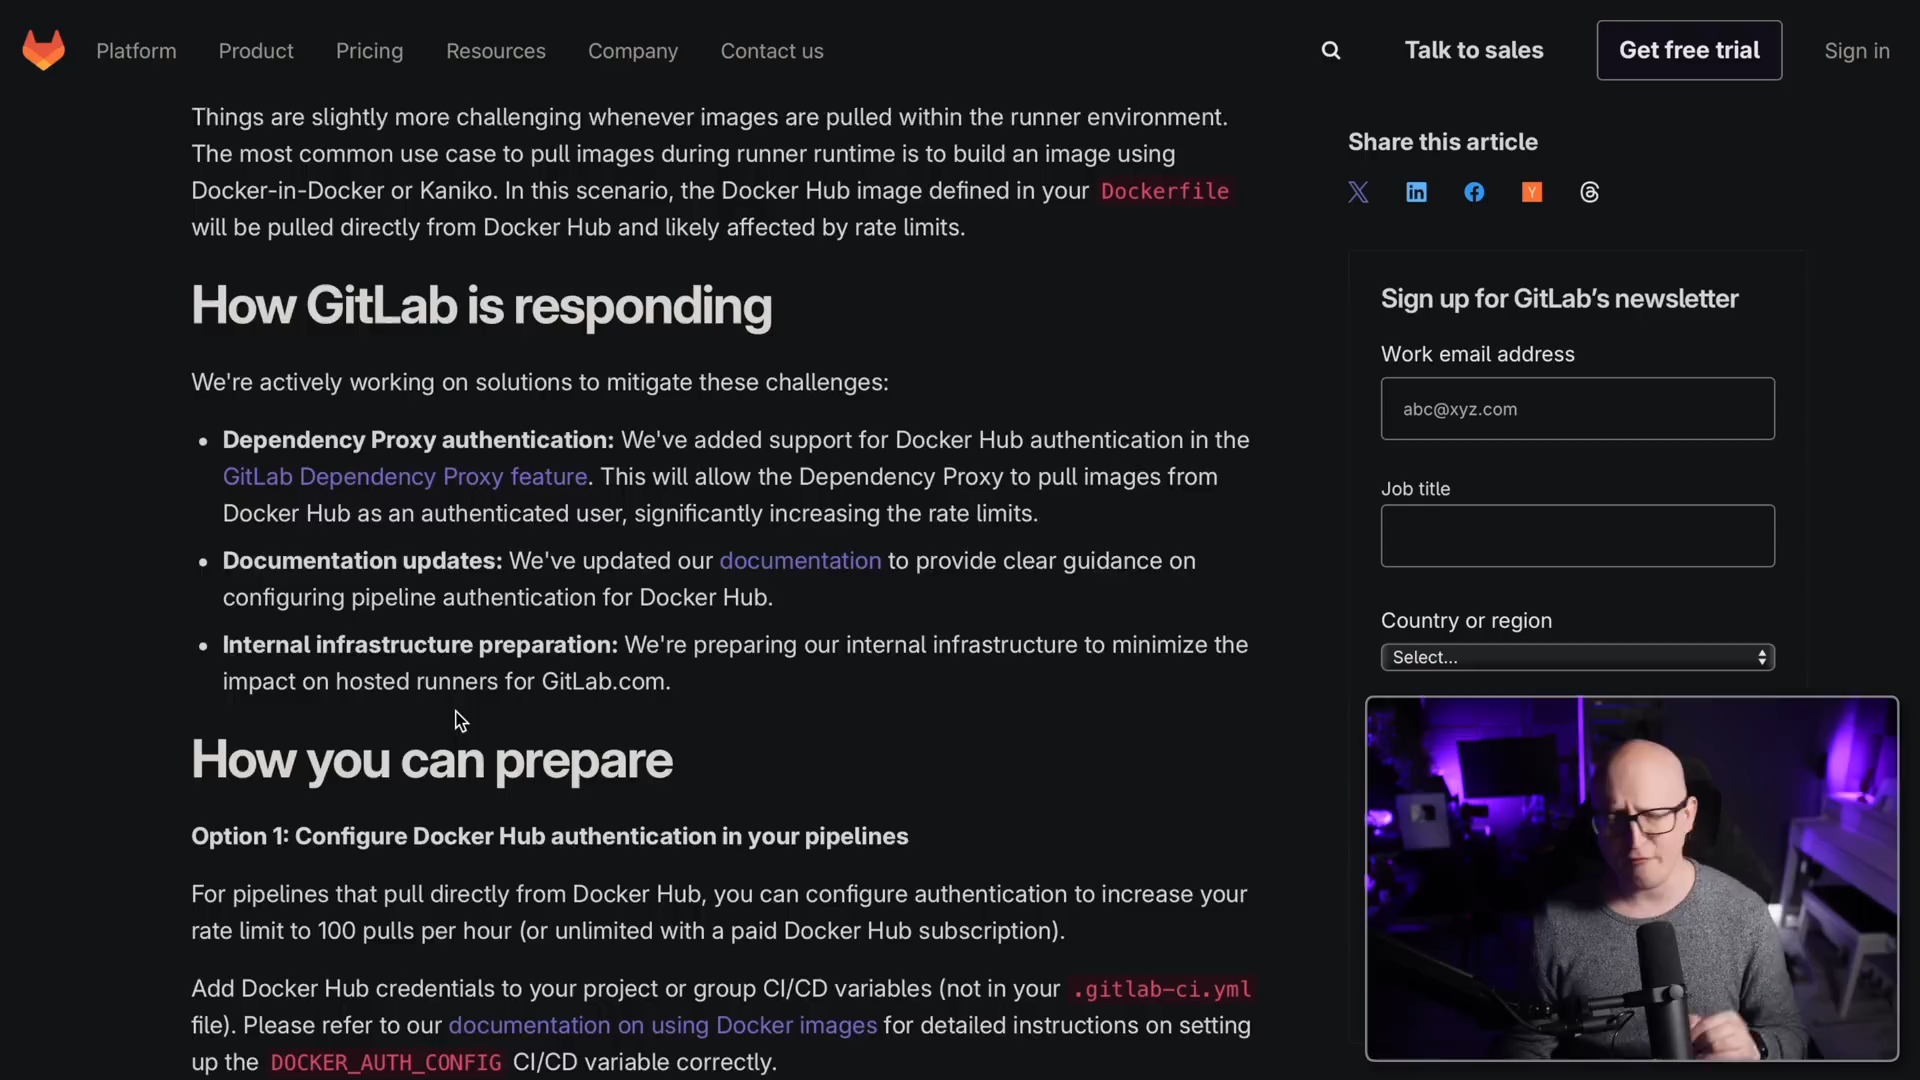 Platform
Product
Pricing
Resources
Company
Contact us
Talk to sales
Get free trial
Sign in
Things are slightly more challenging whenever images are pulled within the runner environment.
The most common use case to pull images during runner runtime is to build an image using
Docker-in-Docker or Kaniko. In this scenario, the Docker Hub image defined in your Dockerfile
will be pulled directly from Docker Hub and likely affected by rate limits.
How GitLab is responding
We're actively working on solutions to mitigate these challenges:
• Dependency Proxy authentication: We've added support for Docker Hub authentication in the
GitLab Dependency Proxy feature. This will allow the Dependency Proxy to pull images from
Docker Hub as an authenticated user, significantly increasing the rate limits.
• Documentation updates: We've updated our documentation to provide clear guidance on
configuring pipeline authentication for Docker Hub.
• Internal infrastructure preparation: We're preparing our internal infrastructure to minimize the
impact on hosted runners for GitLab.com.
How you can prepare
Option 1: Configure Docker Hub authentication in your pipelines
For pipelines that pull directly from Docker Hub, you can configure authentication to increase your
rate limit to 100 pulls per hour (or unlimited with a paid Docker Hub subscription).
Add Docker Hub credentials to your project or group CI/CD variables (not in your .gitlab-ci.yml
file). Please refer to our documentation on using Docker images for detailed instructions on setting
up the DOCKER_AUTH_CONFIG CI/CD variable correctly.
Share this article
Sign up for GitLab’s newsletter
Work email address
abc@xyz.com
Job title
Country or region
Select...